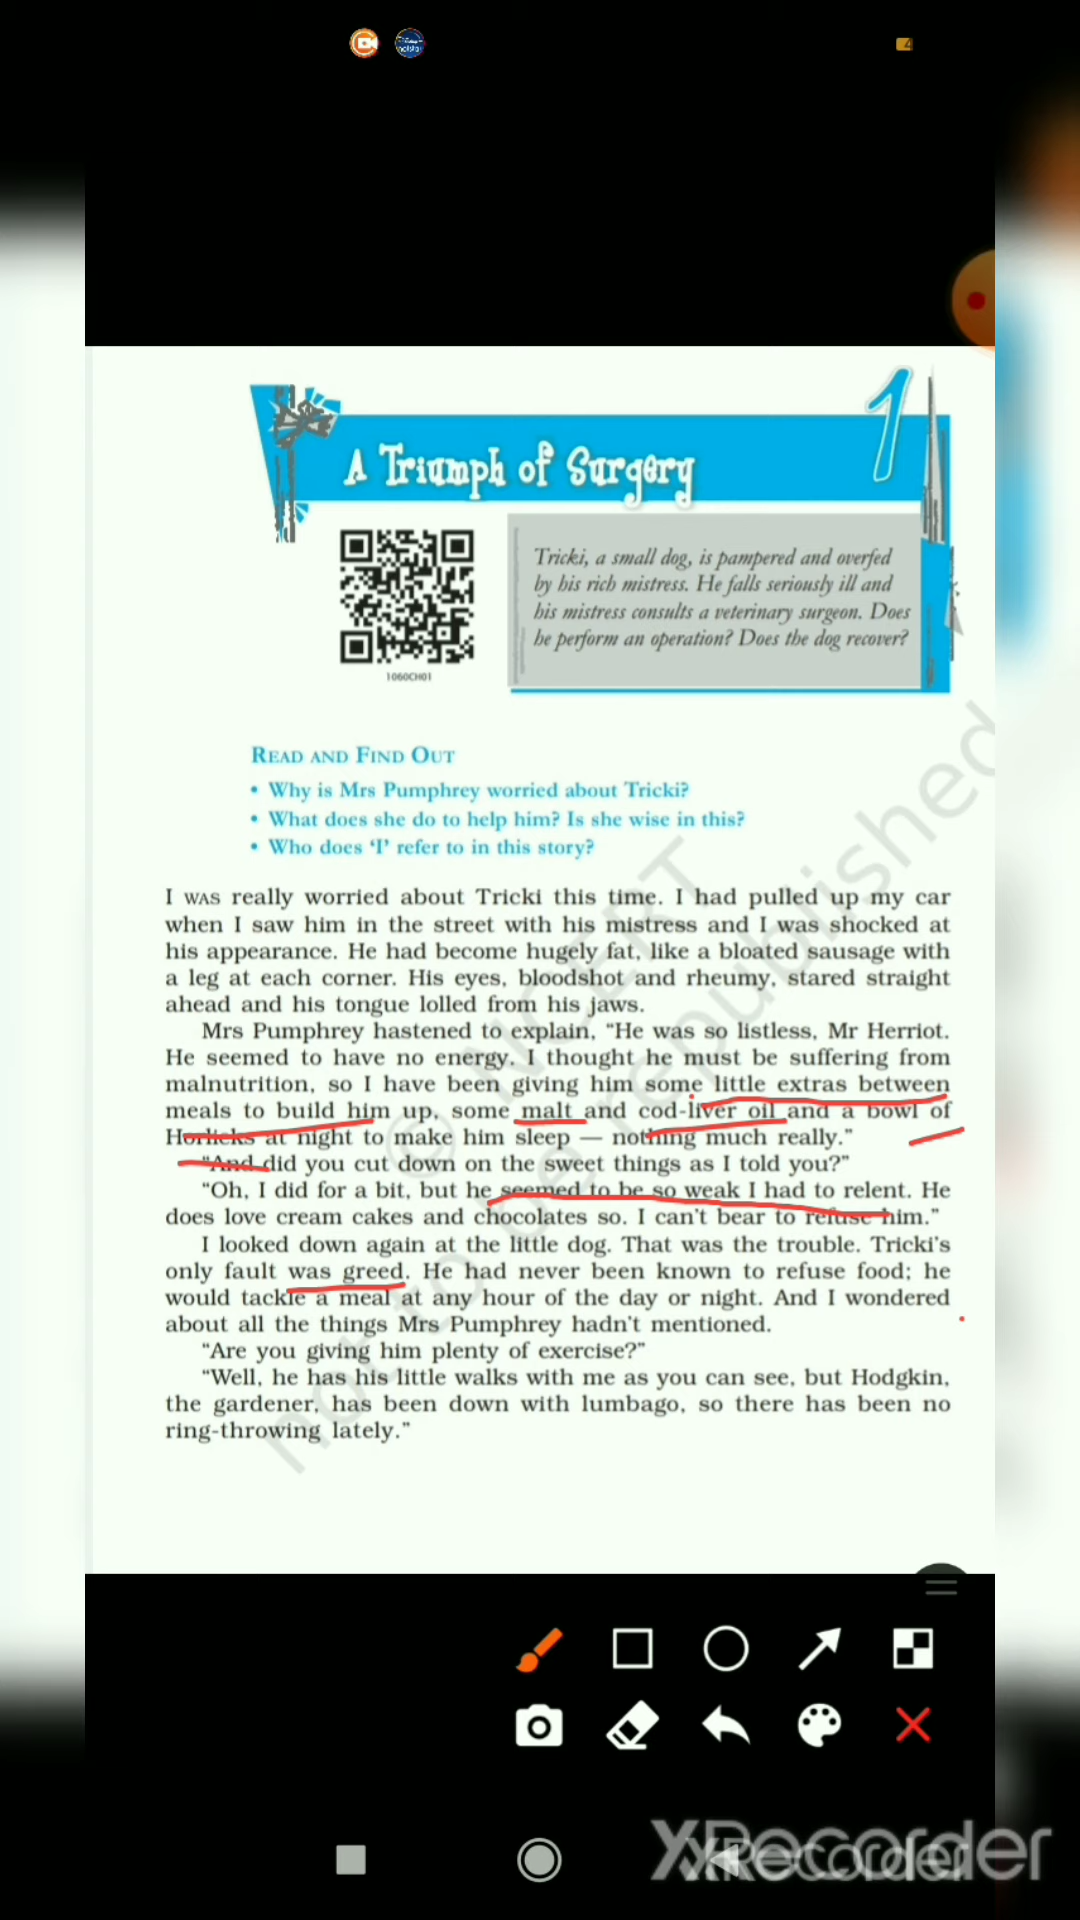 1
A Triumph of Surgery
Tricki, a small dog, is pampered and overfed
by his rich mistress. He falls seriously ill and
his mistress consults a veterinary surgeon. Does
he perform an operation? Does the dog recover?
1060CH01
READ AND FIND OUT
• Why is Mrs Pumphrey worried about Tricki?
• What does she do to help him? Is she wise in this?
• Who does ‘I’ refer to in this story?
I WAS really worried about Tricki this time. I had pulled up my car
when I saw him in the street with his mistress and I was shocked at
his appearance. He had become hugely fat, like a bloated sausage with
a leg at each corner. His eyes, bloodshot and rheumy, stared straight
ahead and his tongue lolled from his jaws.
Mrs Pumphrey hastened to explain, “He was so listless, Mr Herriot.
He seemed to have no energy. I thought he must be suffering from
malnutrition, so I have been giving him some little extras between
meals to build him up, some malt and cod-liver oil and a bowl of
Horlicks at night to make him sleep — nothing much really.”
“And did you cut down on the sweet things as I told you?”
“Oh, I did for a bit, but he seemed to be so weak I had to relent. He
does love cream cakes and chocolates so. I can’t bear to refuse him.”
I looked down again at the little dog. That was the trouble. Tricki’s
only fault was greed. He had never been known to refuse food; he
would tackle a meal at any hour of the day or night. And I wondered
about all the things Mrs Pumphrey hadn’t mentioned.
“Are you giving him plenty of exercise?”
“Well, he has his little walks with me as you can see, but Hodgkin,
the gardener, has been down with lumbago, so there has been no
ring-throwing lately.”
© NCERT
not to be republished
XRecorder